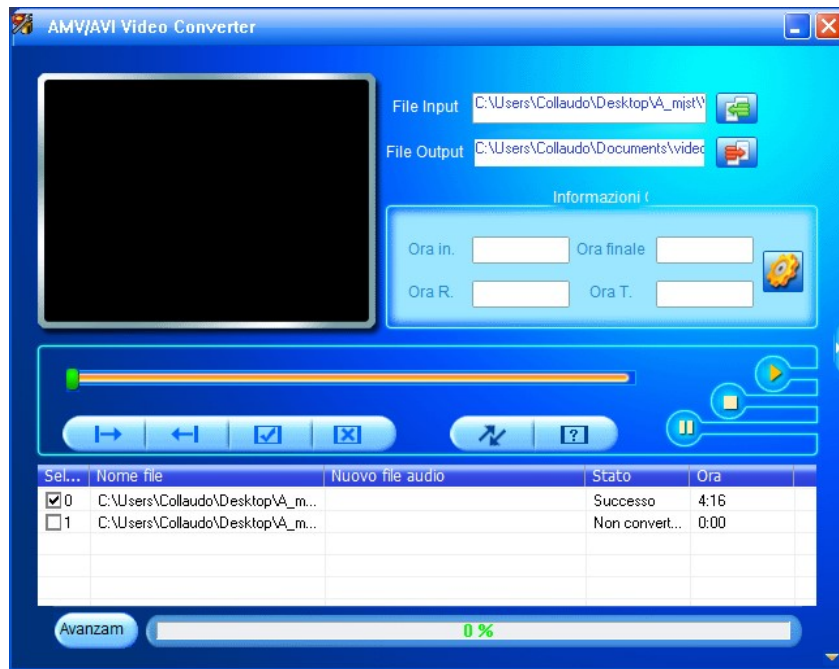 AMV/AVI Video Converter
File Input C:\Users\Collaudo\Desktop\A_mjst\
File Output C:\Users\Collaudo\Documents\videc
Informazioni
Ora in. Ora finale
Ora R. Ora T.
Sel... Nome file Nuovo file audio Stato Ora
0 C:\Users\Collaudo\Desktop\A_m... Successo 4:16
1 C:\Users\Collaudo\Desktop\A_m... Non convert... 0:00
Avanzam 0 %